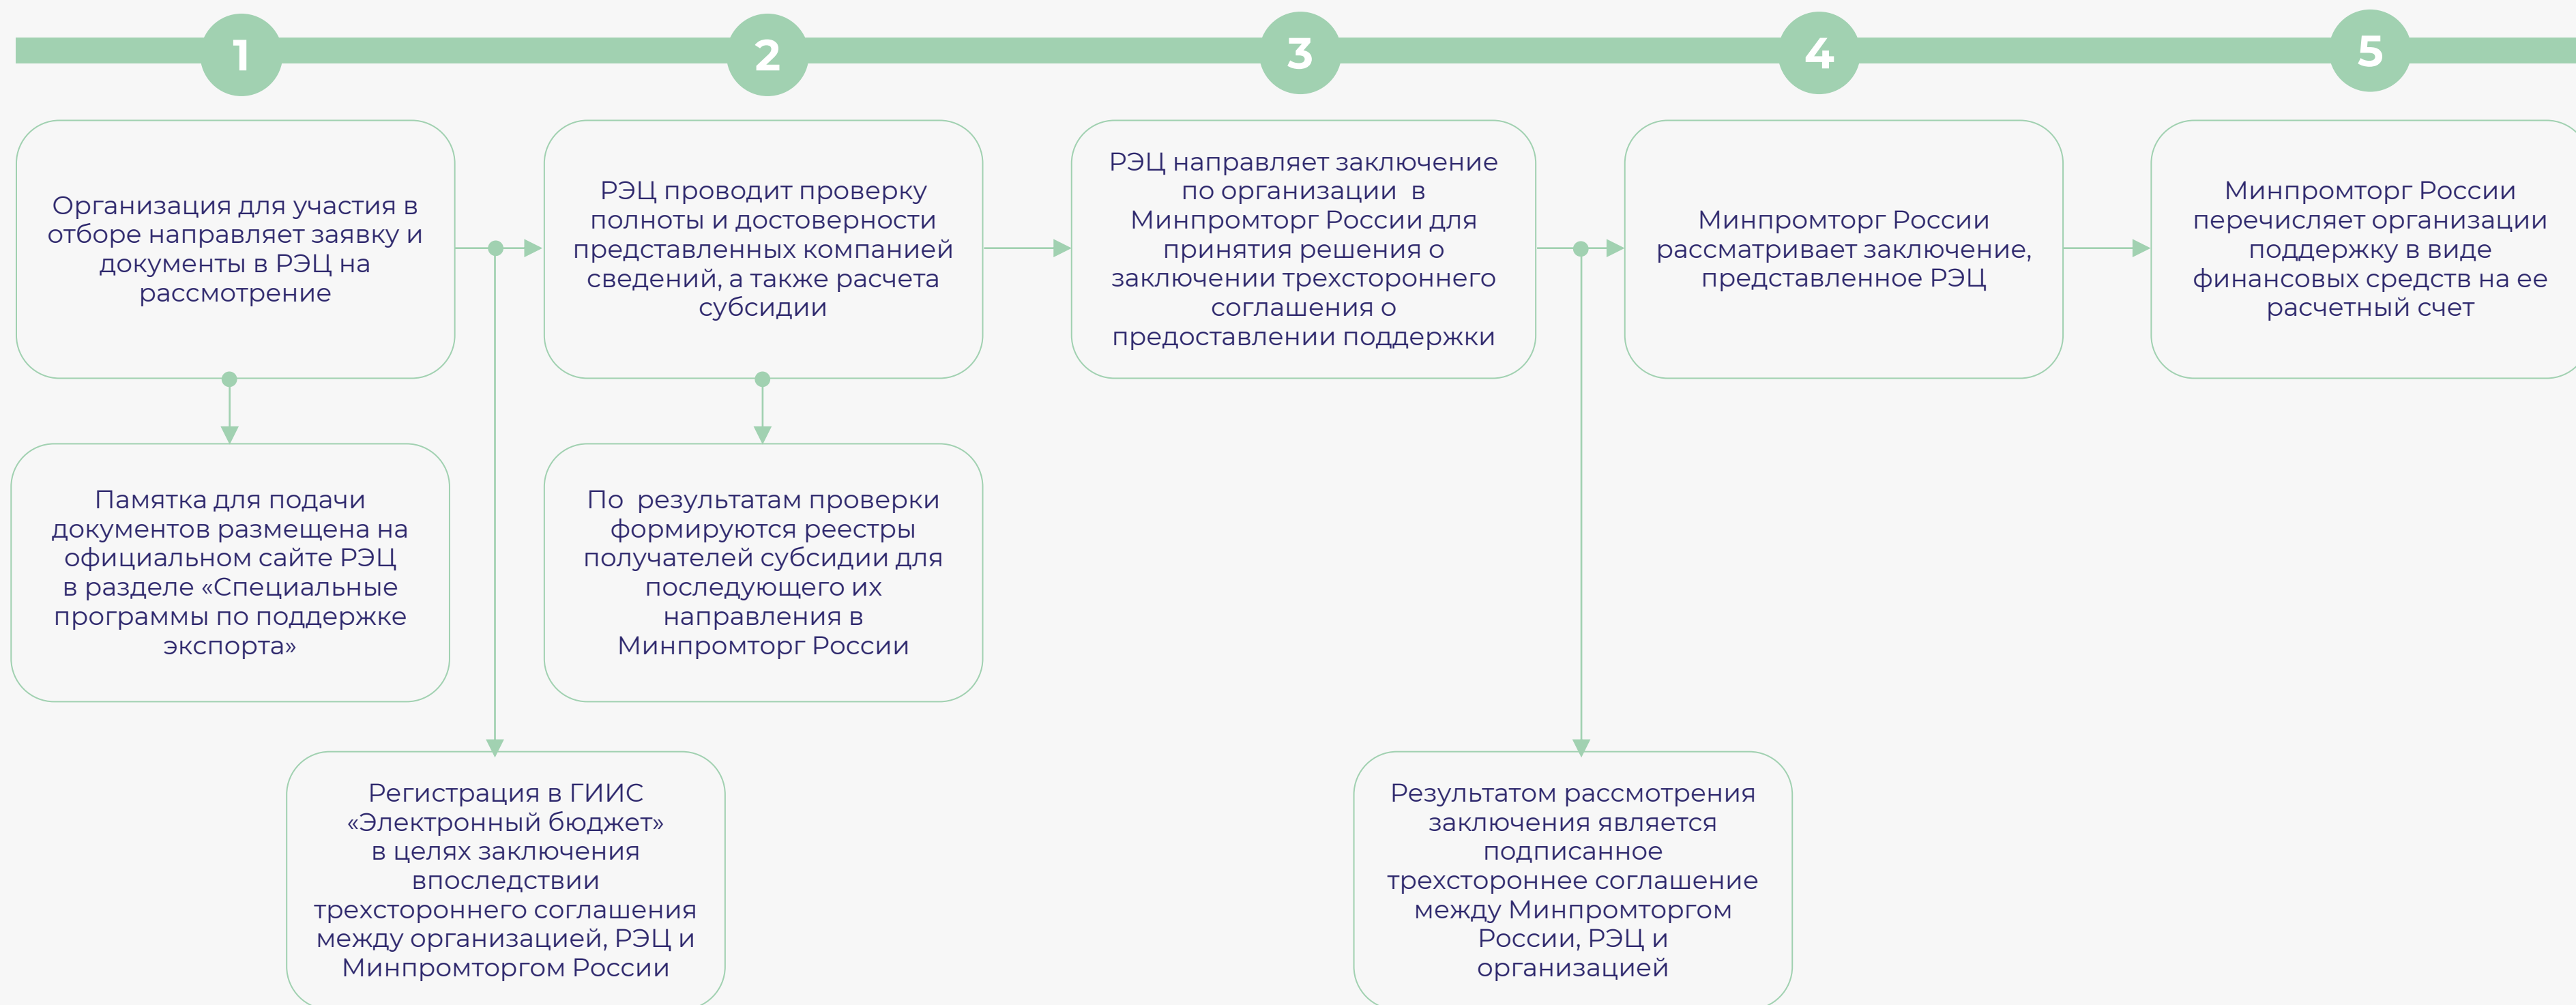 1
2
3
4
5
Организация для участия в
отборе направляет заявку и
документы в РЭЦ на
рассмотрение
РЭЦ проводит проверку
полноты и достоверности
представленных компанией
сведений, а также расчета
субсидии
РЭЦ направляет заключение
по организации  в
Минпромторг России для
принятия решения о
заключении трехстороннего
соглашения о
предоставлении поддержки
Минпромторг России
рассматривает заключение,
представленное РЭЦ
Минпромторг России
перечисляет организации
поддержку в виде
финансовых средств на ее
расчетный счет
Памятка для подачи
документов размещена на
официальном сайте РЭЦ
в разделе «Специальные
программы по поддержке
экспорта»
По  результатам проверки
формируются реестры
получателей субсидии для
последующего их
направления в
Минпромторг России
Регистрация в ГИИС
«Электронный бюджет»
в целях заключения
впоследствии
трехстороннего соглашения
между организацией, РЭЦ и
Минпромторгом России
Результатом рассмотрения
заключения является
подписанное
трехстороннее соглашение
между Минпромторгом
России, РЭЦ и
организацией